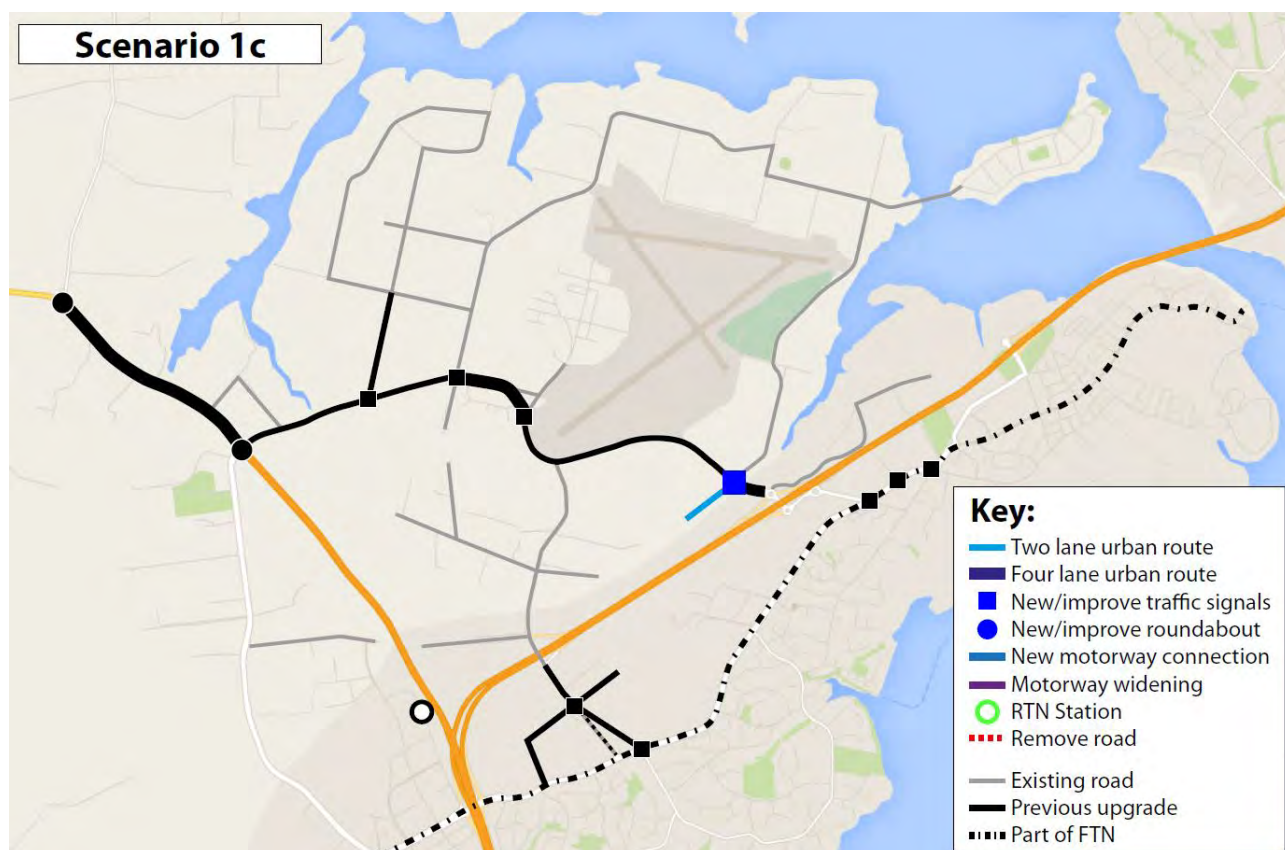 Scenario 1c
Key:
Two lane urban route
Four lane urban route
New/improve traffic signals
New/improve roundabout
New motorway connection
Motorway widening
RTN Station
Remove road
Existing road
Previous upgrade
Part of FTN